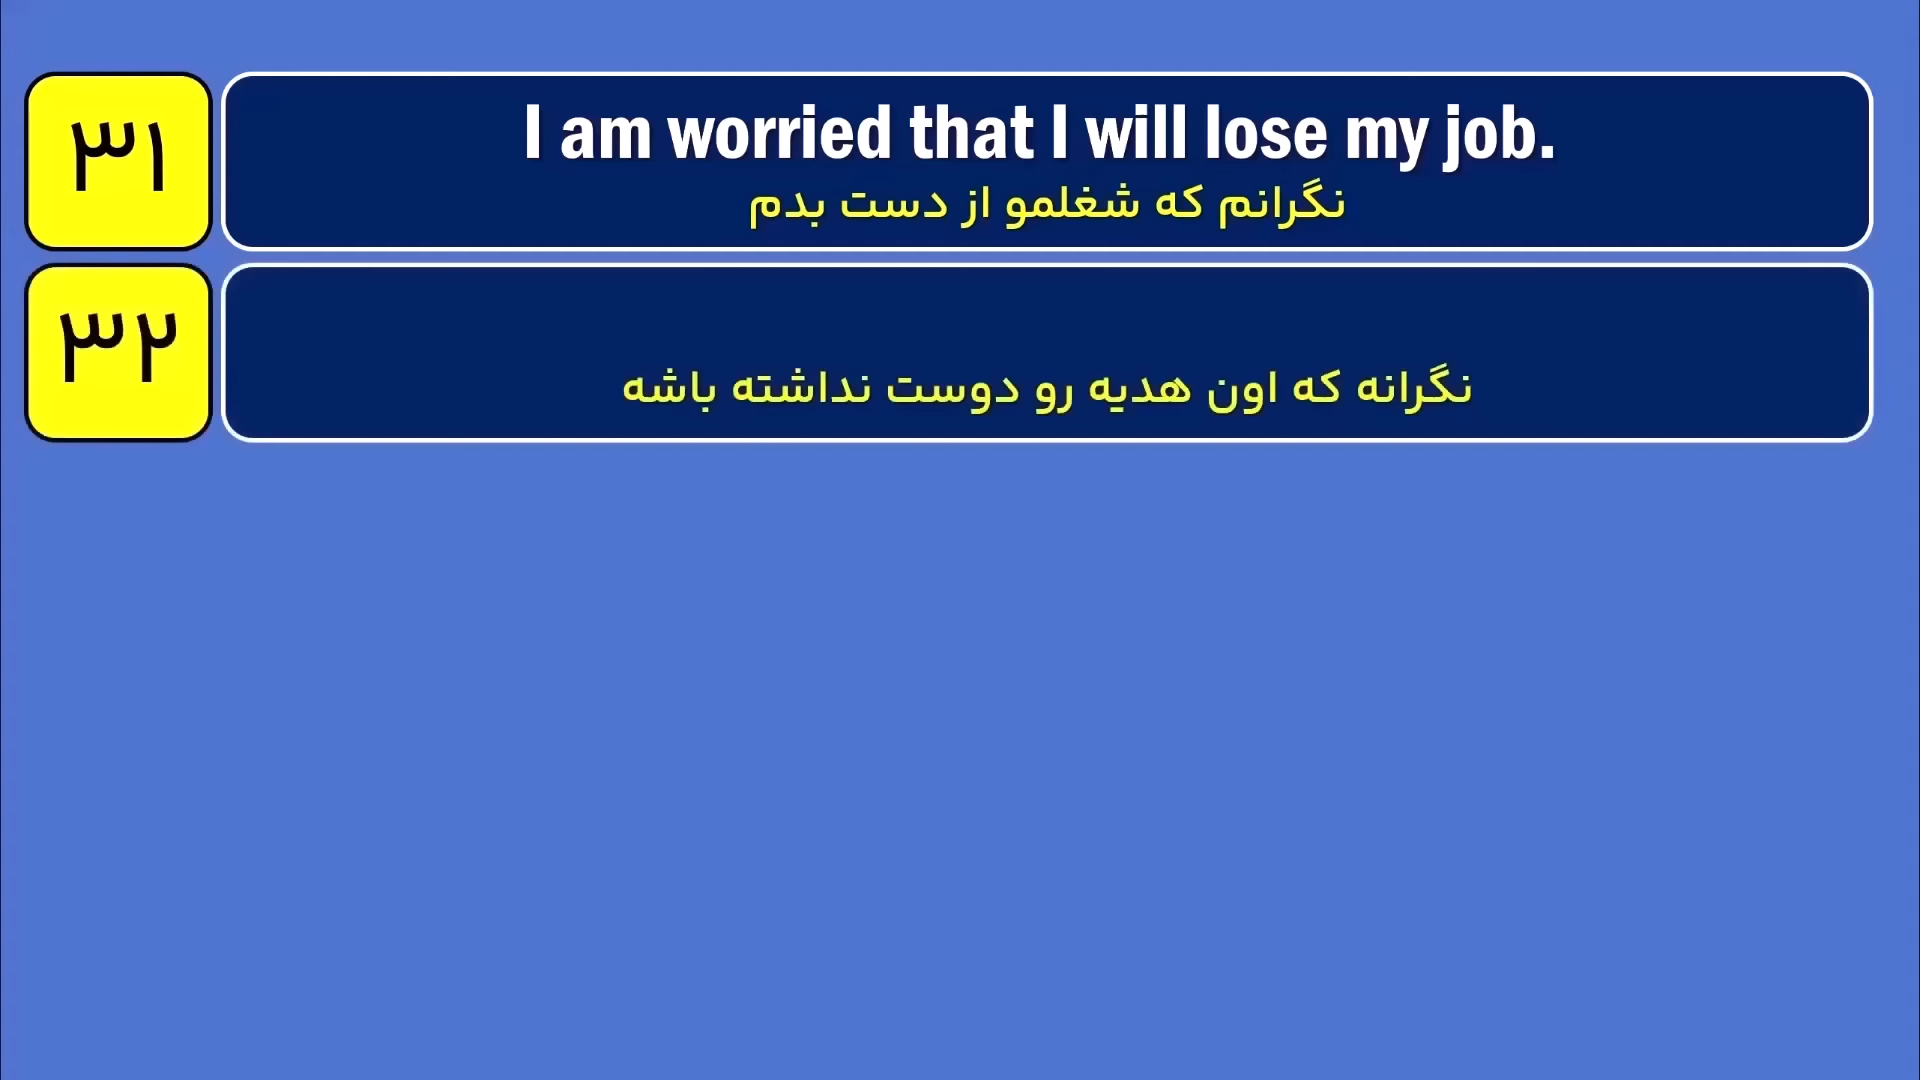 ۳۱
I am worried that I will lose my job.
نگرانم که شغلمو از دست بدم
۳۲
نگرانه که اون هدیه رو دوست نداشته باشه